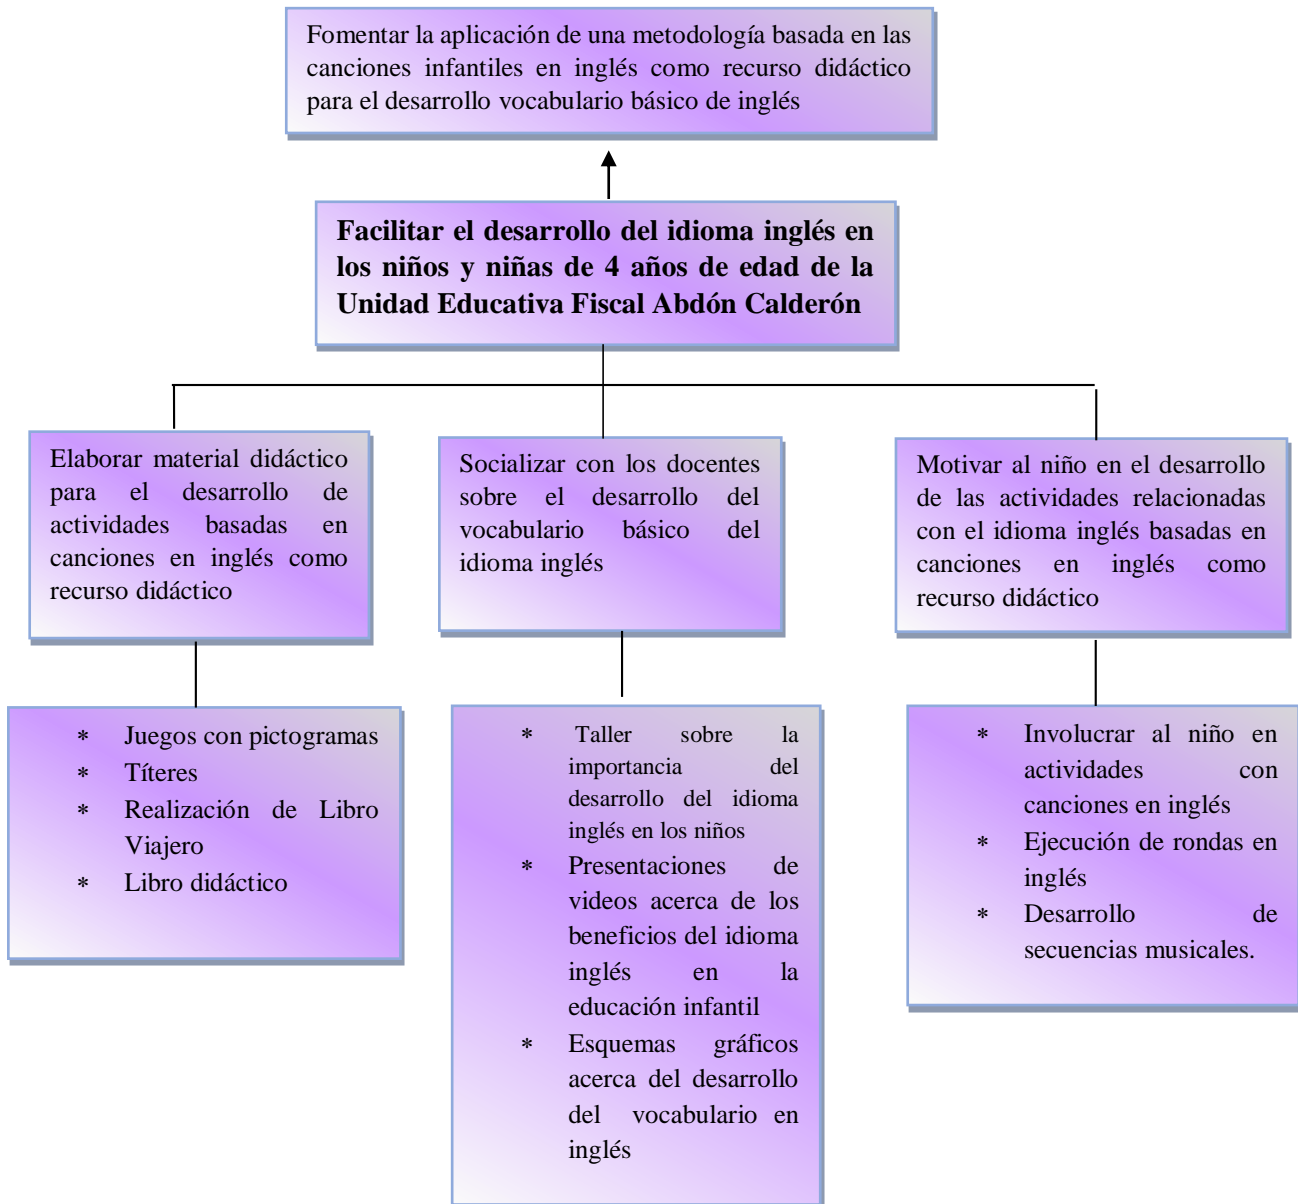 Fomentar la aplicación de una metodología basada en las
canciones infantiles en inglés como recurso didáctico
para el desarrollo vocabulario básico de inglés
Facilitar el desarrollo del idioma inglés en
los niños y niñas de 4 años de edad de la
Unidad Educativa Fiscal Abdón Calderón
Elaborar material didáctico
para el desarrollo de
actividades basadas en
canciones en inglés como
recurso didáctico
Socializar con los docentes
sobre el desarrollo del
vocabulario básico del
idioma inglés
Motivar al niño en el desarrollo
de las actividades relacionadas
con el idioma inglés basadas en
canciones en inglés como
recurso didáctico
* Juegos con pictogramas
* Títeres
* Realización de Libro
Viajero
* Libro didáctico
* Taller sobre la
importancia del
desarrollo del idioma
inglés en los niños
* Presentaciones de
videos acerca de los
beneficios del idioma
inglés en la
educación infantil
* Esquemas gráficos
acerca del desarrollo
del vocabulario en
inglés
* Involucrar al niño en
actividades con
canciones en inglés
* Ejecución de rondas en
inglés
* Desarrollo de
secuencias musicales.